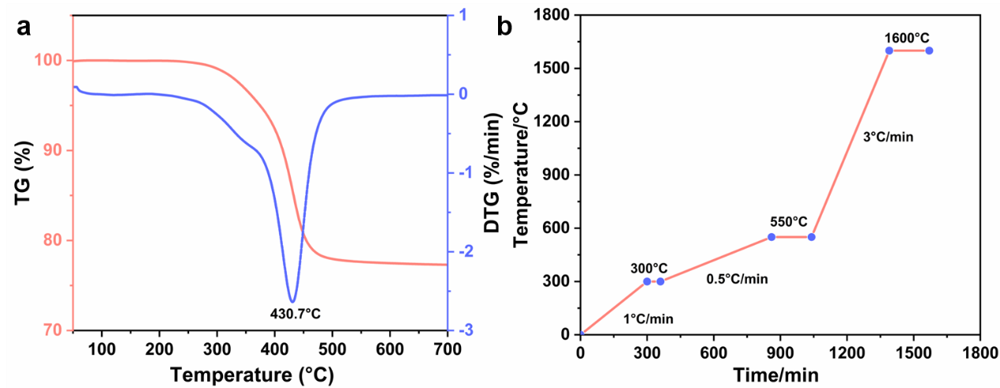 a
TG (%)
100
90
80
70
100 200 300 400 500 600 700
Temperature (°C)
430.7°C
1
0
-1
-2
-3
DTG (%/min)
b
Temperature/°C
1800
1500
1200
900
600
300
0
0 300 600 900 1200 1500 1800
Time/min
1600°C
3°C/min
550°C
0.5°C/min
300°C
1°C/min